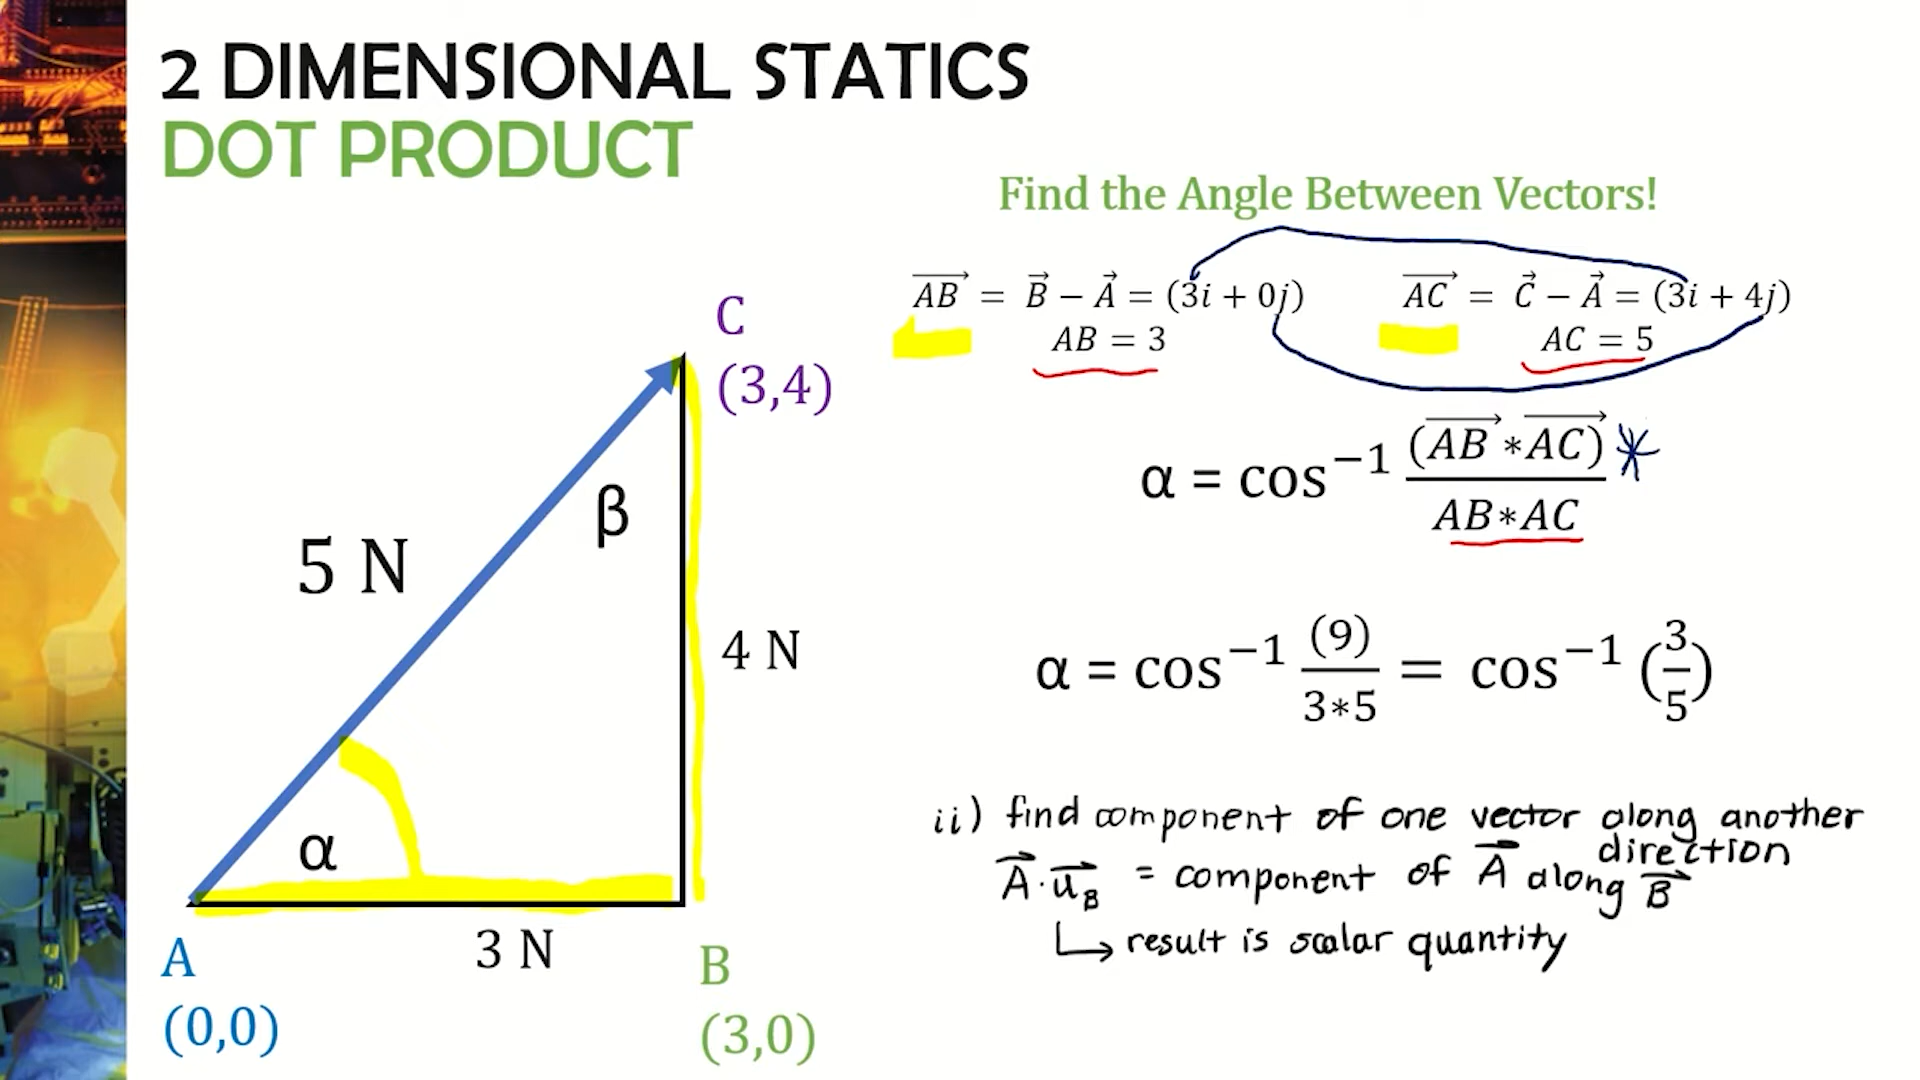 2 DIMENSIONAL STATICS
DOT PRODUCT
Find the Angle Between Vectors!
AB = B − A = (3i + 0j)
AB = 3
AC = C − A = (3i + 4j)
AC = 5
α = cos⁻¹ (AB * AC) / AB * AC *
α = cos⁻¹ (9) / 3 * 5 = cos⁻¹ (3/5)
ii) find component of one vector along another direction
A · u_B = component of A along B
↳ result is scalar quantity
C
(3,4)
β
5 N
4 N
α
3 N
A
(0,0)
B
(3,0)